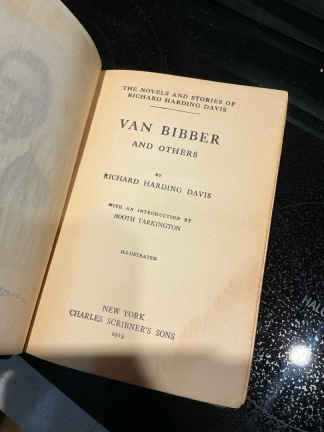 THE NOVELS AND STORIES OF
RICHARD HARDING DAVIS
VAN BIBBER
AND OTHERS
BY
RICHARD HARDING DAVIS
WITH AN INTRODUCTION BY
BOOTH TARKINGTON
ILLUSTRATED
NEW YORK
CHARLES SCRIBNER'S SONS